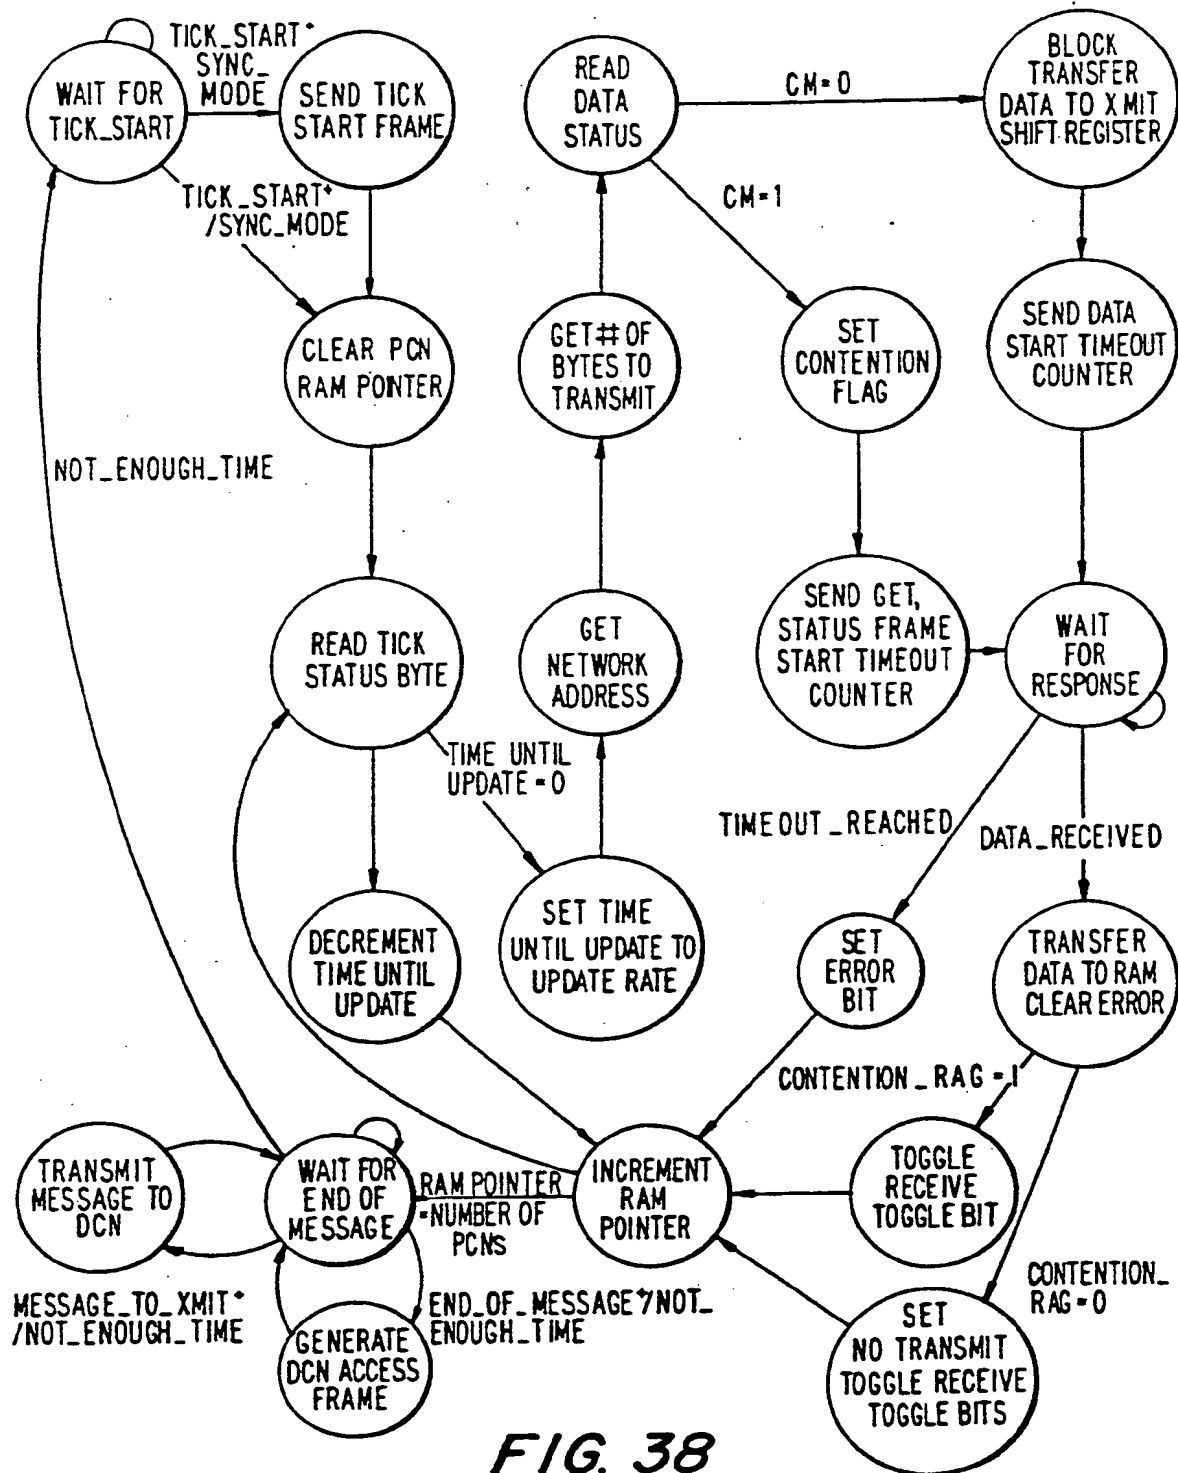 TICK_START*
SYNC_
MODE
WAIT FOR
TICK_START
SEND TICK
START FRAME
READ
DATA
STATUS
CM=0
BLOCK
TRANSFER
DATA TO XMIT
SHIFT REGISTER
TICK_START*
/SYNC_MODE
CM=1
CLEAR PCN
RAM POINTER
GET # OF
BYTES TO
TRANSMIT
SET
CONTENTION
FLAG
SEND DATA
START TIMEOUT
COUNTER
NOT_ENOUGH_TIME
READ TICK
STATUS BYTE
GET
NETWORK
ADDRESS
SEND GET,
STATUS FRAME
START TIMEOUT
COUNTER
WAIT
FOR
RESPONSE
TIME UNTIL
UPDATE=0
TIMEOUT_REACHED
DATA_RECEIVED
DECREMENT
TIME UNTIL
UPDATE
SET TIME
UNTIL UPDATE TO
UPDATE RATE
SET
ERROR
BIT
TRANSFER
DATA TO RAM
CLEAR ERROR
CONTENTION_RAG=1
TRANSMIT
MESSAGE TO
DCN
WAIT FOR
END OF
MESSAGE
RAM POINTER
=NUMBER OF
PCNs
INCREMENT
RAM
POINTER
TOGGLE
RECEIVE
TOGGLE BIT
CONTENTION_
RAG=0
MESSAGE_TO_XMIT*
/NOT_ENOUGH_TIME
END_OF_MESSAGE*/NOT_
ENOUGH_TIME
GENERATE
DCN ACCESS
FRAME
SET
NO TRANSMIT
TOGGLE RECEIVE
TOGGLE BITS
FIG. 38